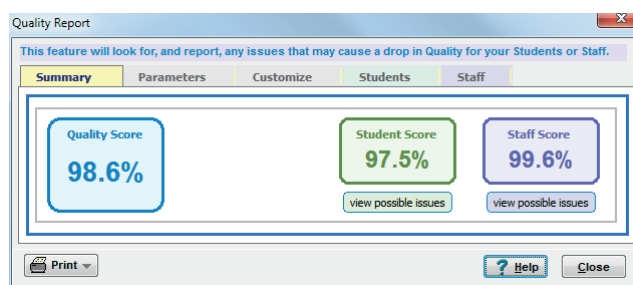 Quality Report
X
This feature will look for, and report, any issues that may cause a drop in Quality for your Students or Staff.
Summary Parameters Customize Students Staff
Quality Score
98.6%
Student Score
97.5%
view possible issues
Staff Score
99.6%
view possible issues
Print
? Help
Close